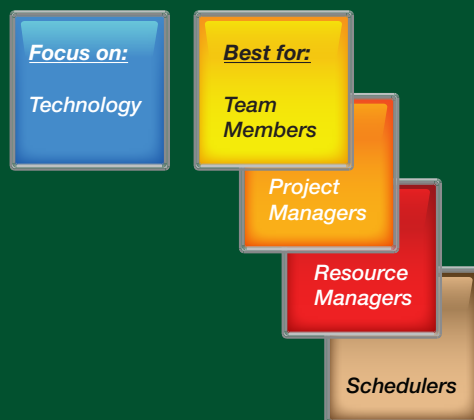 Focus on:
Technology
Best for:
Team
Members
Project
Managers
Resource
Managers
Schedulers